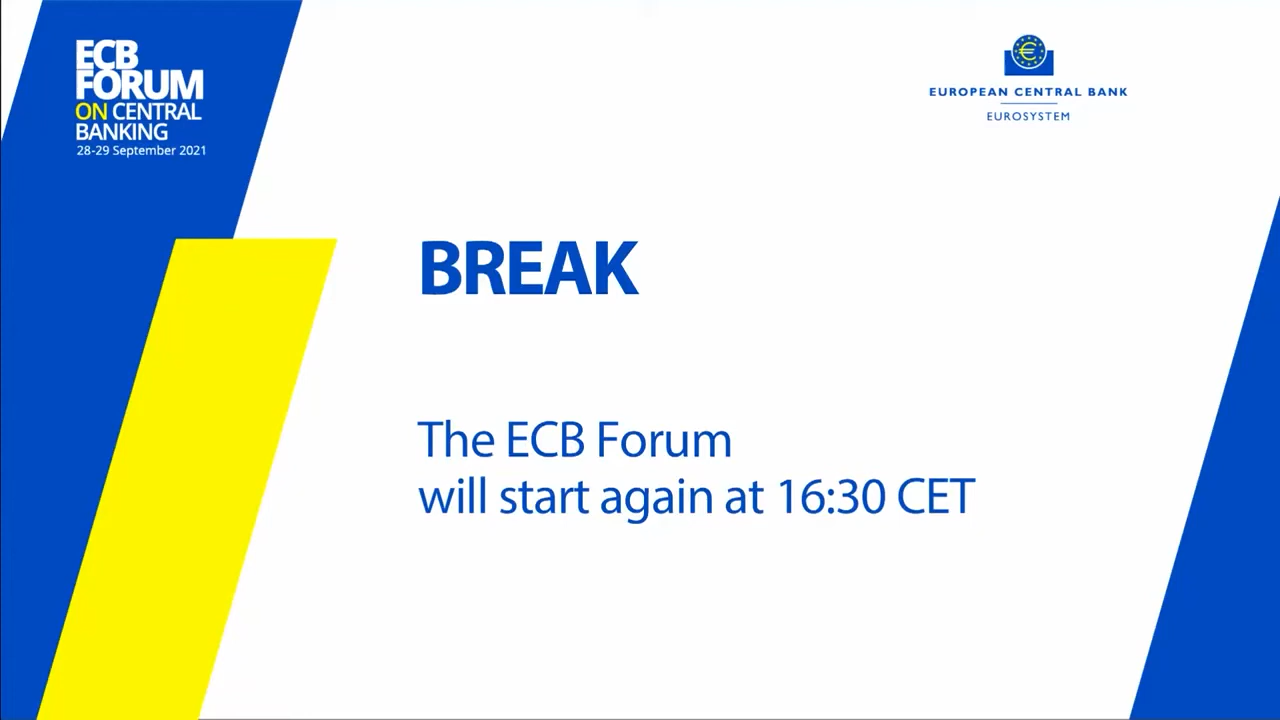 ECB
FORUM
ON CENTRAL
BANKING
28-29 September 2021
€
EUROPEAN CENTRAL BANK
EUROSYSTEM
BREAK
The ECB Forum
will start again at 16:30 CET